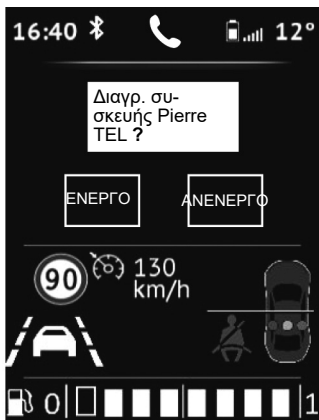 16:40 12°
Διαγρ. συ-
σκευής Pierre
TEL ?
ΕΝΕΡΓΟ ΑΝΕΝΕΡΓΟ
90 130
km/h
0 1